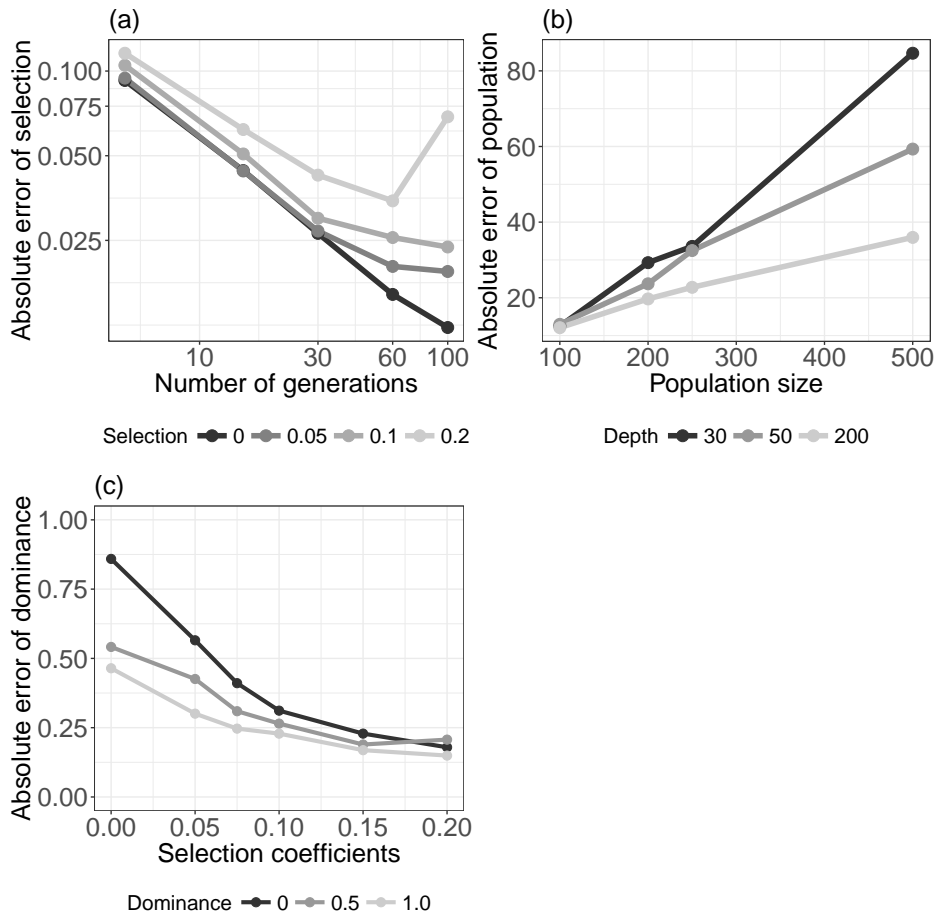 (a)
Absolute error of selection
0.100
0.075
0.050
0.025
10 30 60 100
Number of generations
Selection 0 0.05 0.1 0.2
(b)
Absolute error of population
80
60
40
20
100 200 300 400 500
Population size
Depth 30 50 200
(c)
Absolute error of dominance
1.00
0.75
0.50
0.25
0.00
0.00 0.05 0.10 0.15 0.20
Selection coefficients
Dominance 0 0.5 1.0